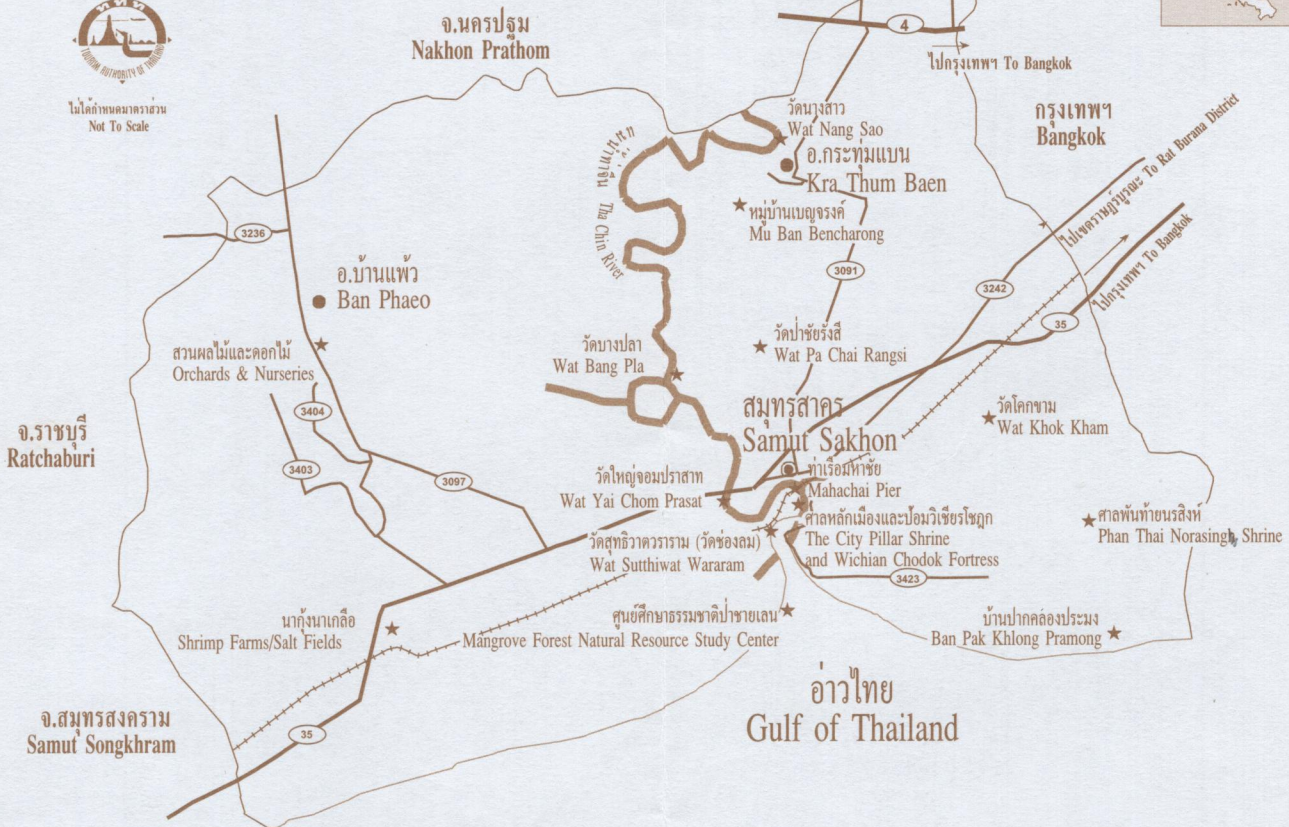 ททท
TOURISM AUTHORITY OF THAILAND
ไม่ได้กำหนดมาตราส่วน
Not To Scale
จ.นครปฐม
Nakhon Prathom
4
ไปกรุงเทพฯ To Bangkok
กรุงเทพฯ
Bangkok
วัดนางสาว
Wat Nang Sao
อ.กระทุ่มแบน
Kra Thum Baen
แม่น้ำท่าจีน Tha Chin River
หมู่บ้านเบญจรงค์
Mu Ban Bencharong
ไปเขตราษฎร์บูรณะ To Rat Burana District
ไปกรุงเทพฯ To Bangkok
3236
3091
3242
35
อ.บ้านแพ้ว
Ban Phaeo
สวนผลไม้และดอกไม้
Orchards & Nurseries
วัดบางปลา
Wat Bang Pla
วัดป่าชัยรังสี
Wat Pa Chai Rangsi
3404
3403
3097
จ.ราชบุรี
Ratchaburi
สมุทรสาคร
Samut Sakhon
วัดโคกขาม
Wat Khok Kham
วัดใหญ่จอมปราสาท
Wat Yai Chom Prasat
ท่าเรือมหาชัย
Mahachai Pier
ศาลหลักเมืองและป้อมวิเชียรโชฎก
The City Pillar Shrine
and Wichian Chodok Fortress
ศาลพันท้ายนรสิงห์
Phan Thai Norasingh Shrine
วัดสุทธิวาตวราราม (วัดช่องลม)
Wat Sutthiwat Wararam
3423
นากุ้งนาเกลือ
Shrimp Farms/Salt Fields
ศูนย์ศึกษาธรรมชาติป่าชายเลน
Mangrove Forest Natural Resource Study Center
บ้านปากคลองประมง
Ban Pak Khlong Pramong
จ.สมุทรสงคราม
Samut Songkhram
35
อ่าวไทย
Gulf of Thailand